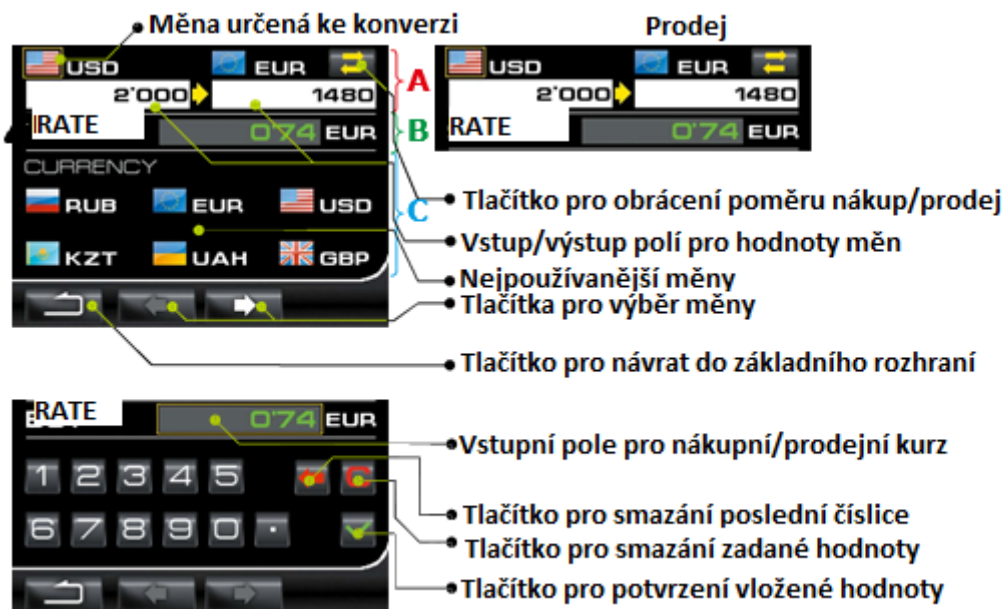 Měna určená ke konverzi
Prodej
USD EUR
2'000 1480
RATE 0'74 EUR
A
B
C
USD EUR
2'000 1480
RATE 0'74 EUR
CURRENCY
RUB EUR USD
KZT UAH GBP
Tlačítko pro obrácení poměru nákup/prodej
Vstup/výstup polí pro hodnoty měn
Nejpoužívanější měny
Tlačítka pro výběr měny
Tlačítko pro návrat do základního rozhraní
RATE 0'74 EUR
1 2 3 4 5 C
6 7 8 9 0 .
Vstupní pole pro nákupní/prodejní kurz
Tlačítko pro smazání poslední číslice
Tlačítko pro smazání zadané hodnoty
Tlačítko pro potvrzení vložené hodnoty